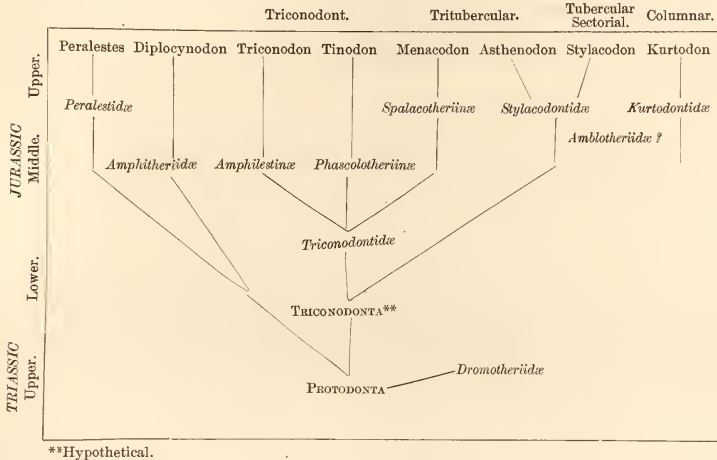 Triconodont. Tritubercular. Tubercular Sectorial. Columnar.
Peralestes Diplocynodon Triconodon Tinodon Menacodon Asthenodon Stylacodon Kurtodon
Upper.
Peralestidæ Spalacotheriinæ Stylacodontidæ Kurtodontidæ
Amblotheriidæ ?
JURASSIC
Middle.
Amphitheriidæ Amphilestinæ Phascolotheriinæ
Triconodontidæ
Lower.
TRICONODONTA**
TRIASSIC
Upper.
Dromotheriidæ
PROTODONTA
**Hypothetical.